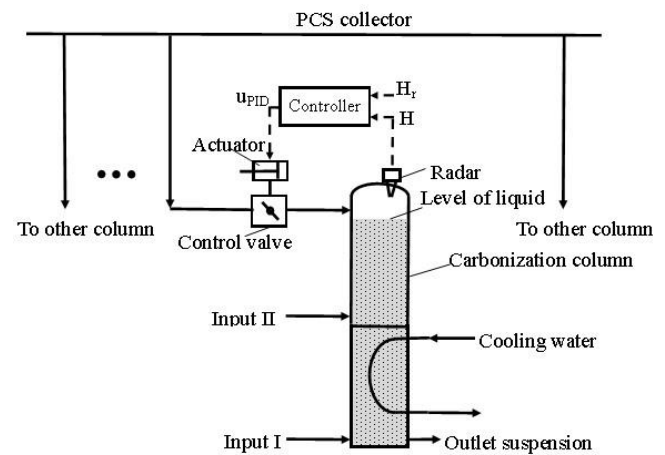 PCS collector
Hr
uPID
Controller
H
Actuator
Radar
Level of liquid
To other column
To other column
Control valve
Carbonization column
Input II
Cooling water
Input I
Outlet suspension